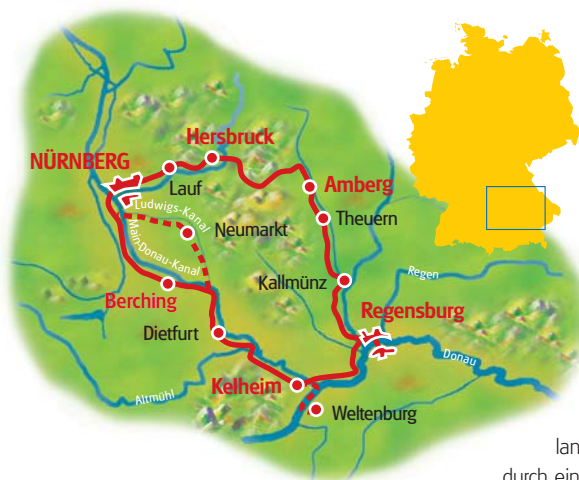 Hersbruck
NÜRNBERG
Lauf
Amberg
Ludwigs-Kanal
Theuern
Neumarkt
Main-Donau-Kanal
Kallmünz
Regen
Berching
Regensburg
Dietfurt
Donau
Kelheim
Altmühl
Weltenburg
lan
durch ein